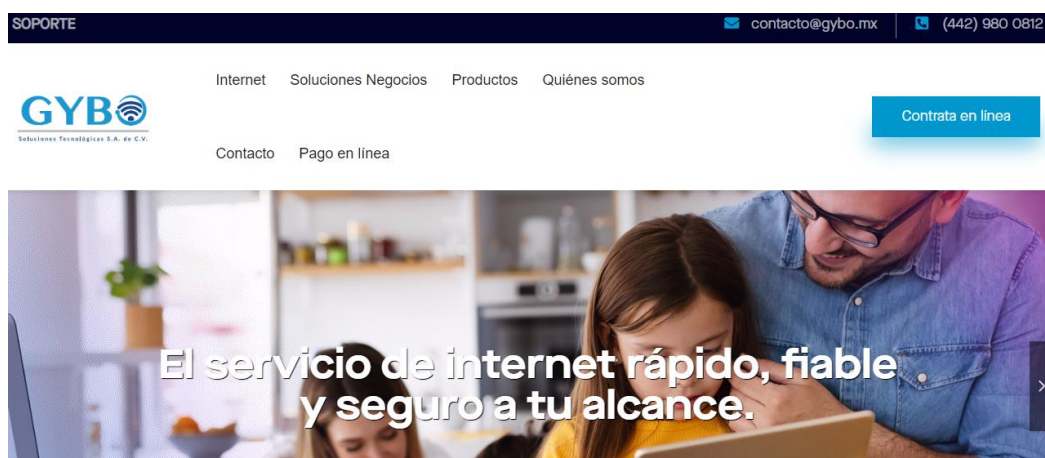 SOPORTE
contacto@gybo.mx
(442) 980 0812
GYBO
Soluciones Tecnológicas S.A. de C.V.
Internet
Soluciones Negocios
Productos
Quiénes somos
Contacto
Pago en línea
Contrata en línea
El servicio de internet rápido, fiable
y seguro a tu alcance.